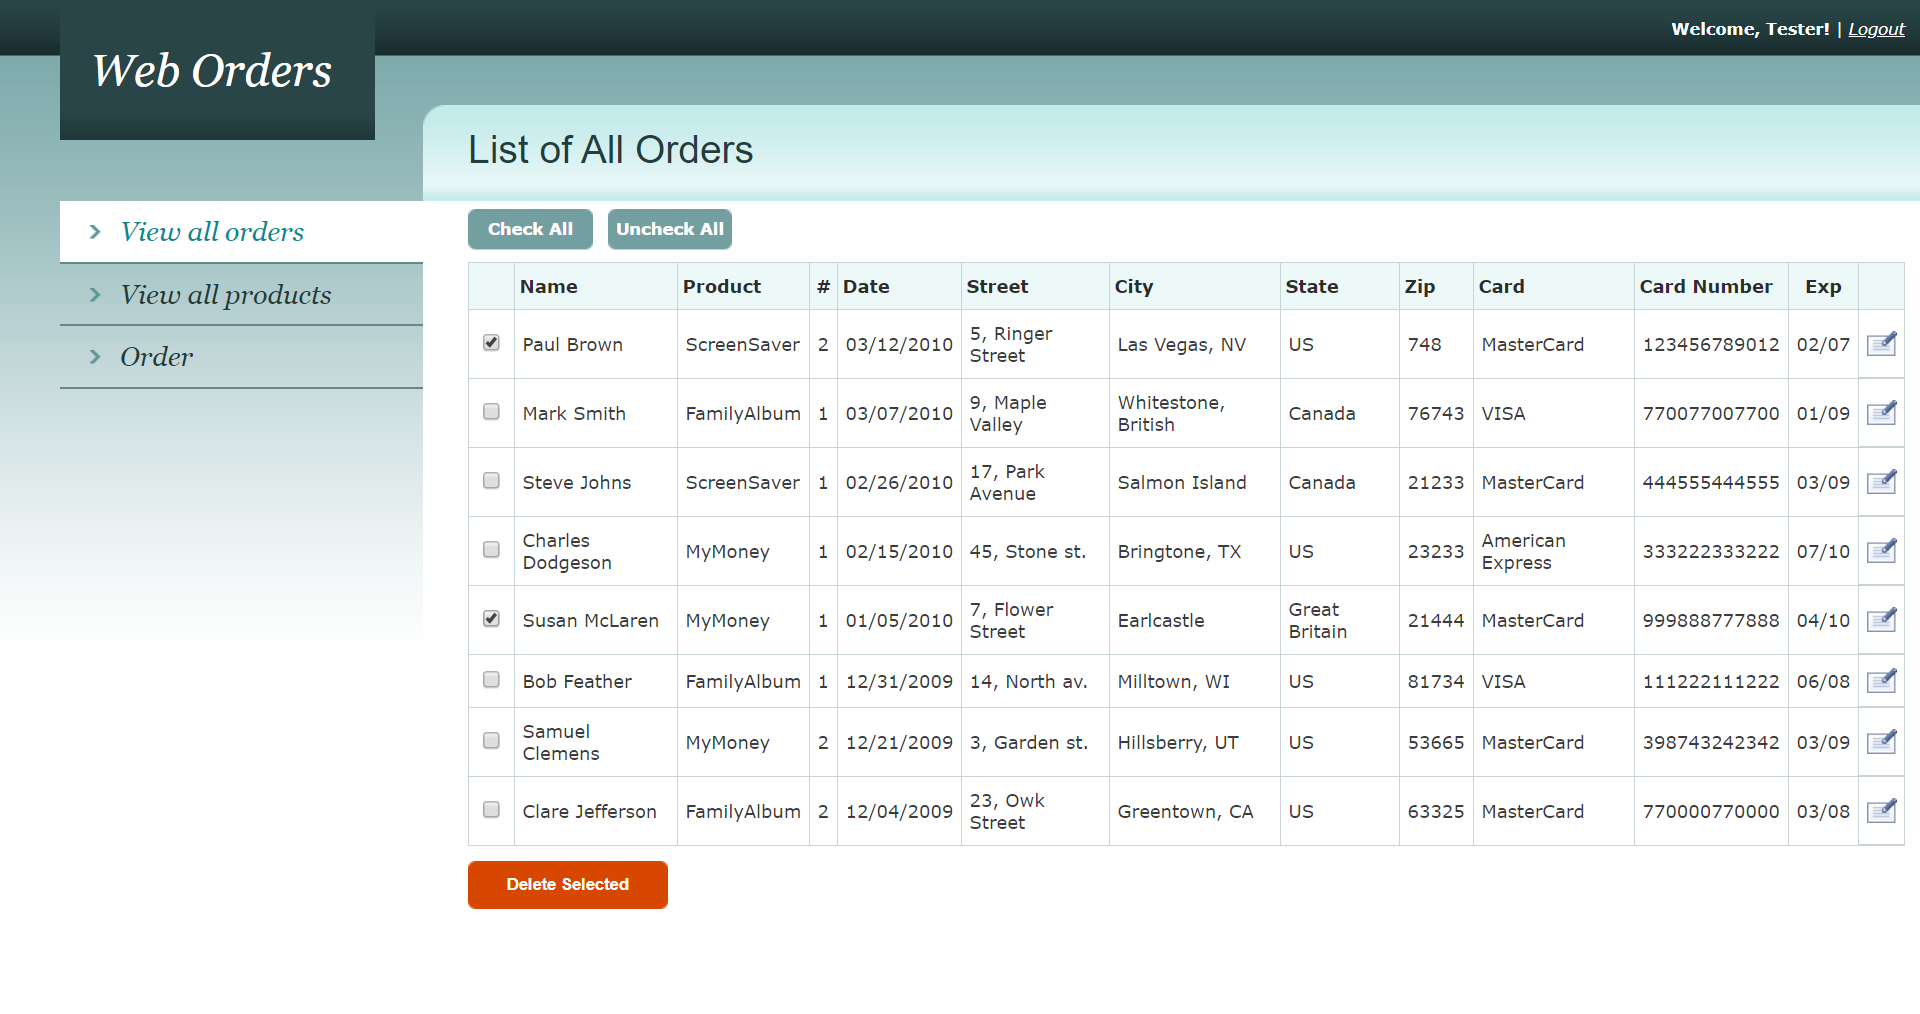 Welcome, Tester! | Logout
Web Orders
List of All Orders
View all orders
View all products
Order
Check All Uncheck All
Name Product # Date Street City State Zip Card Card Number Exp
Paul Brown ScreenSaver 2 03/12/2010 5, Ringer Street Las Vegas, NV US 748 MasterCard 123456789012 02/07
Mark Smith FamilyAlbum 1 03/07/2010 9, Maple Valley Whitestone, British Canada 76743 VISA 770077007700 01/09
Steve Johns ScreenSaver 1 02/26/2010 17, Park Avenue Salmon Island Canada 21233 MasterCard 444555444555 03/09
Charles Dodgeson MyMoney 1 02/15/2010 45, Stone st. Bringtone, TX US 23233 American Express 333222333222 07/10
Susan McLaren MyMoney 1 01/05/2010 7, Flower Street Earlcastle Great Britain 21444 MasterCard 999888777888 04/10
Bob Feather FamilyAlbum 1 12/31/2009 14, North av. Milltown, WI US 81734 VISA 111222111222 06/08
Samuel Clemens MyMoney 2 12/21/2009 3, Garden st. Hillsberry, UT US 53665 MasterCard 398743242342 03/09
Clare Jefferson FamilyAlbum 2 12/04/2009 23, Owk Street Greentown, CA US 63325 MasterCard 770000770000 03/08
Delete Selected